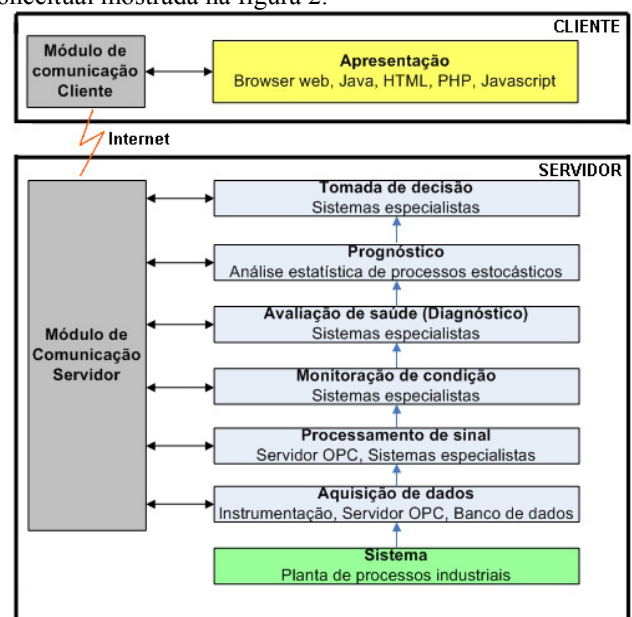 onceitual mostrada na figura 2.
CLIENTE
Módulo de
comunicação
Cliente
Apresentação
Browser web, Java, HTML, PHP, Javascript
Internet
SERVIDOR
Módulo de
Comunicação
Servidor
Tomada de decisão
Sistemas especialistas
Prognóstico
Análise estatística de processos estocásticos
Avaliação de saúde (Diagnóstico)
Sistemas especialistas
Monitoração de condição
Sistemas especialistas
Processamento de sinal
Servidor OPC, Sistemas especialistas
Aquisição de dados
Instrumentação, Servidor OPC, Banco de dados
Sistema
Planta de processos industriais